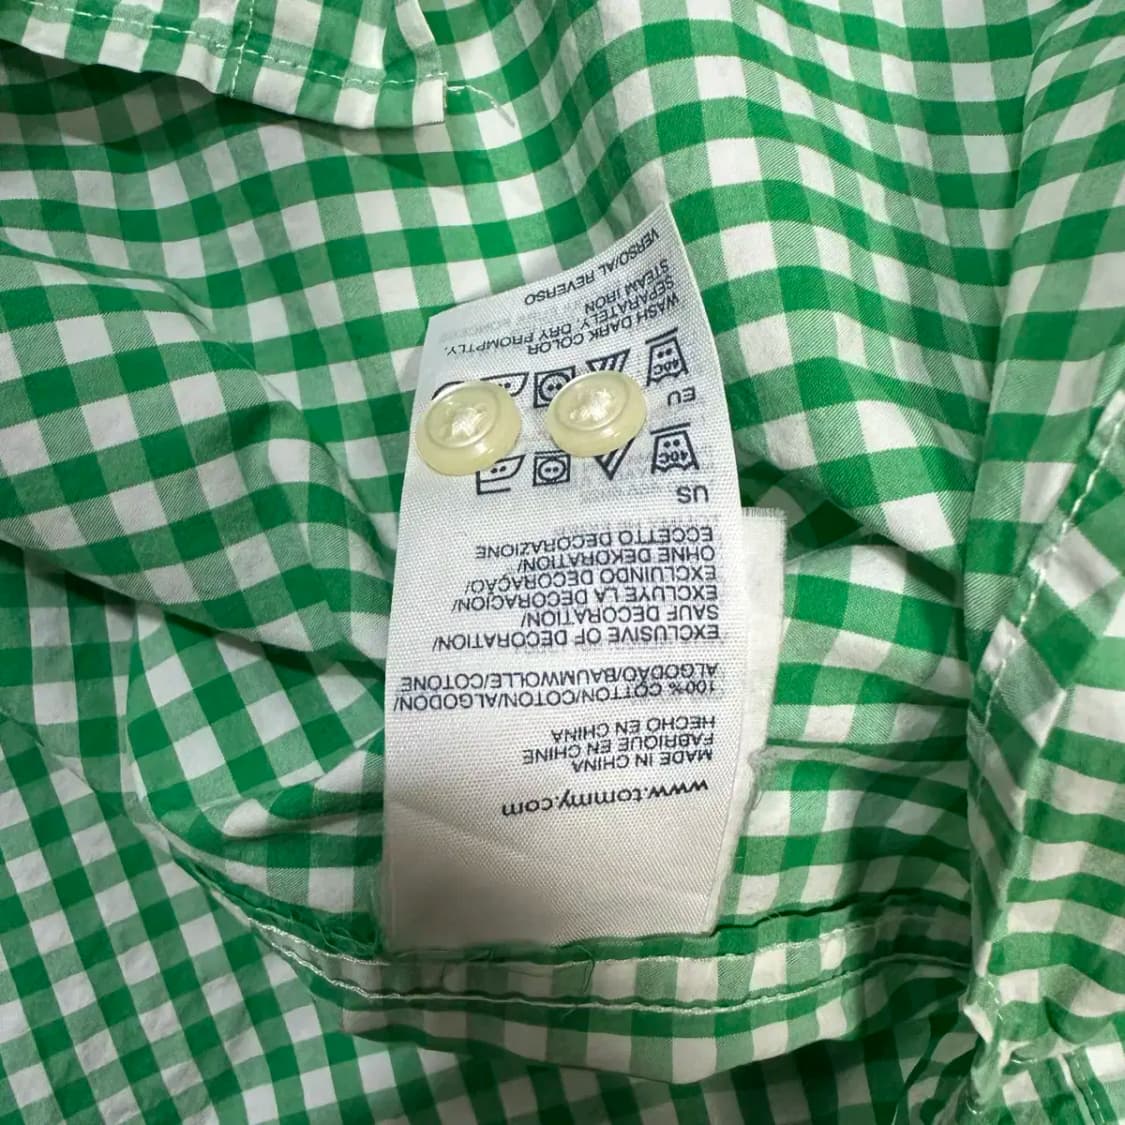 www.tommy.com
MADE IN CHINA
FABRIQUE EN CHINE
HECHO EN CHINA
100% COTTON/COTON/ALGODON/
ALGODÃO/BAUMWOLLE/COTONE
EXCLUSIVE OF DECORATION/
SAUF DECORATION/
EXCLUYE LA DECORACION/
EXCLUINDO DECORAÇÃO/
OHNE DEKORATION/
ECCETTO DECORAZIONE
US
40C
EU
40C
WASH DARK COLOR
SEPARATELY. DRY PROMPTLY.
STEAM IRON
VERSO/AL REVERSO